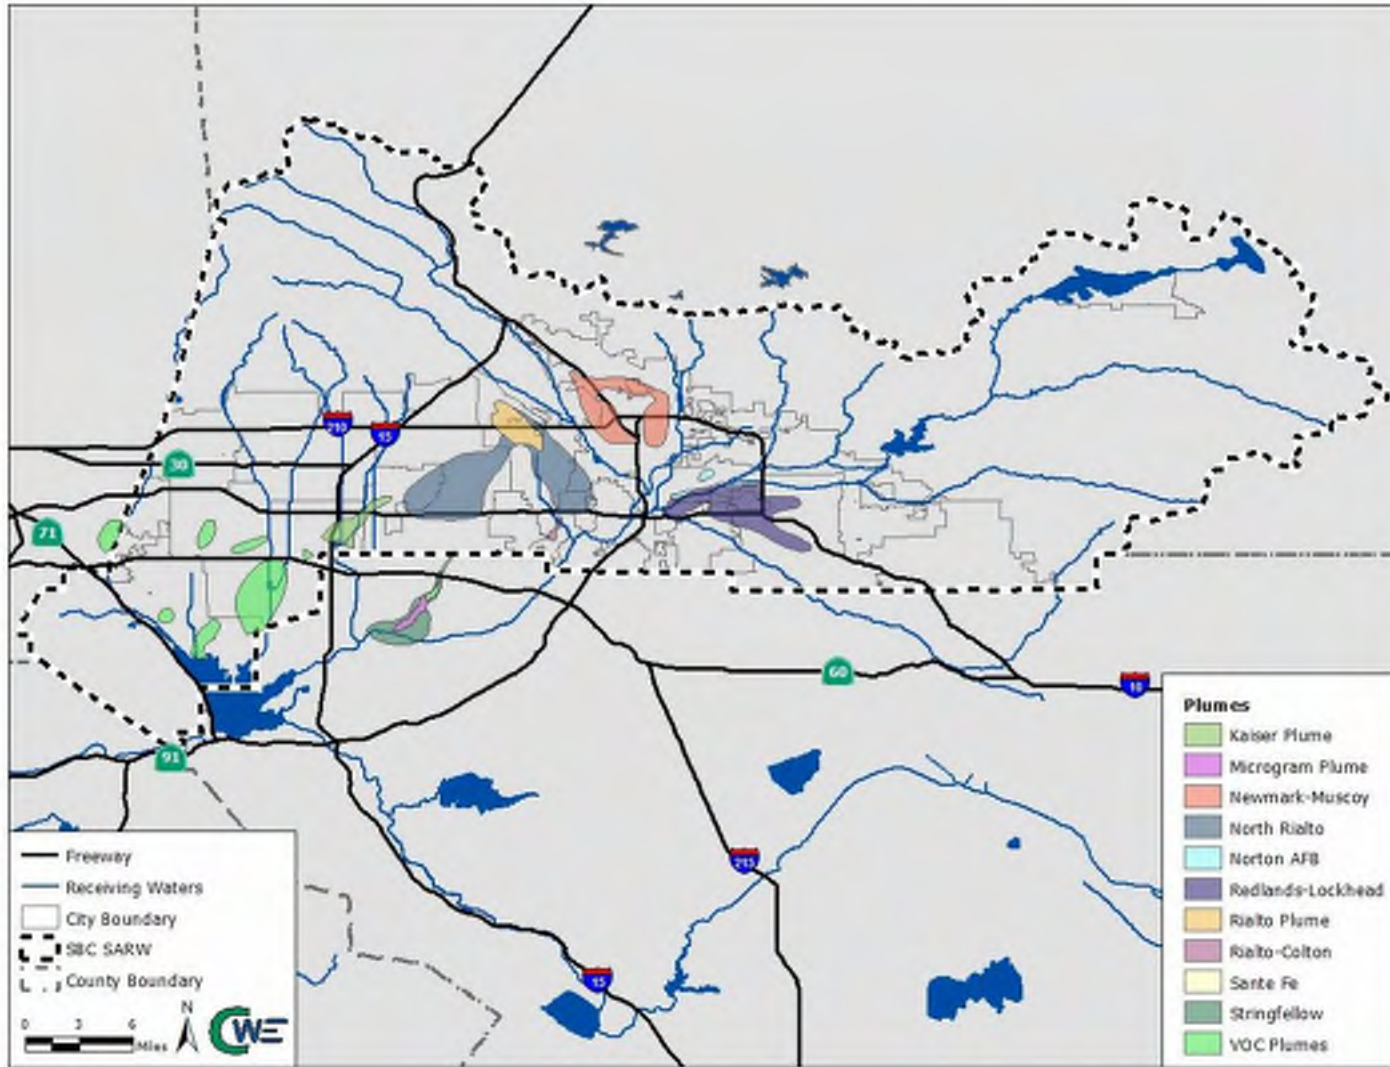 210
15
30
71
60
10
91
215
15
Plumes
Kaiser Plume
Microgram Plume
Newmark-Muscoy
North Rialto
Norton AFB
Redlands-Lockhead
Rialto Plume
Rialto-Colton
Sante Fe
Stringfellow
VOC Plumes
Freeway
Receiving Waters
City Boundary
SBC SARW
County Boundary
N
0 3 6
Miles
CWE